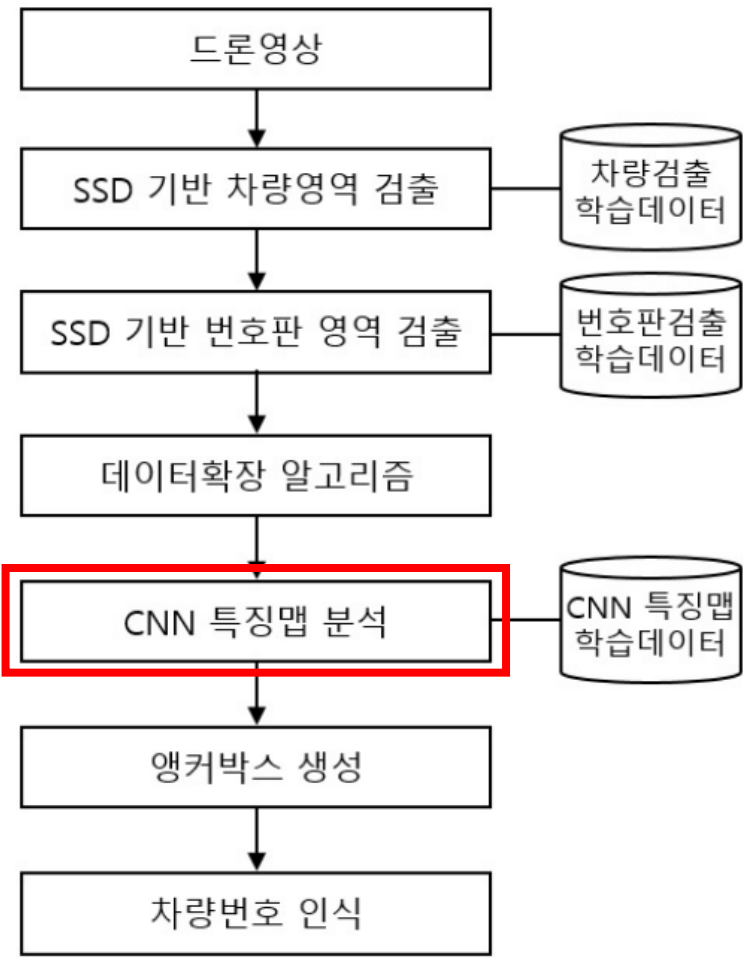 드론영상
SSD 기반 차량영역 검출
차량검출
학습데이터
SSD 기반 번호판 영역 검출
번호판검출
학습데이터
데이터확장 알고리즘
CNN 특징맵 분석
CNN 특징맵
학습데이터
앵커박스 생성
차량번호 인식